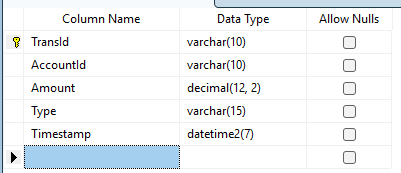 Column Name Data Type Allow Nulls
TransId varchar(10)
AccountId varchar(10)
Amount decimal(12, 2)
Type varchar(15)
Timestamp datetime2(7)